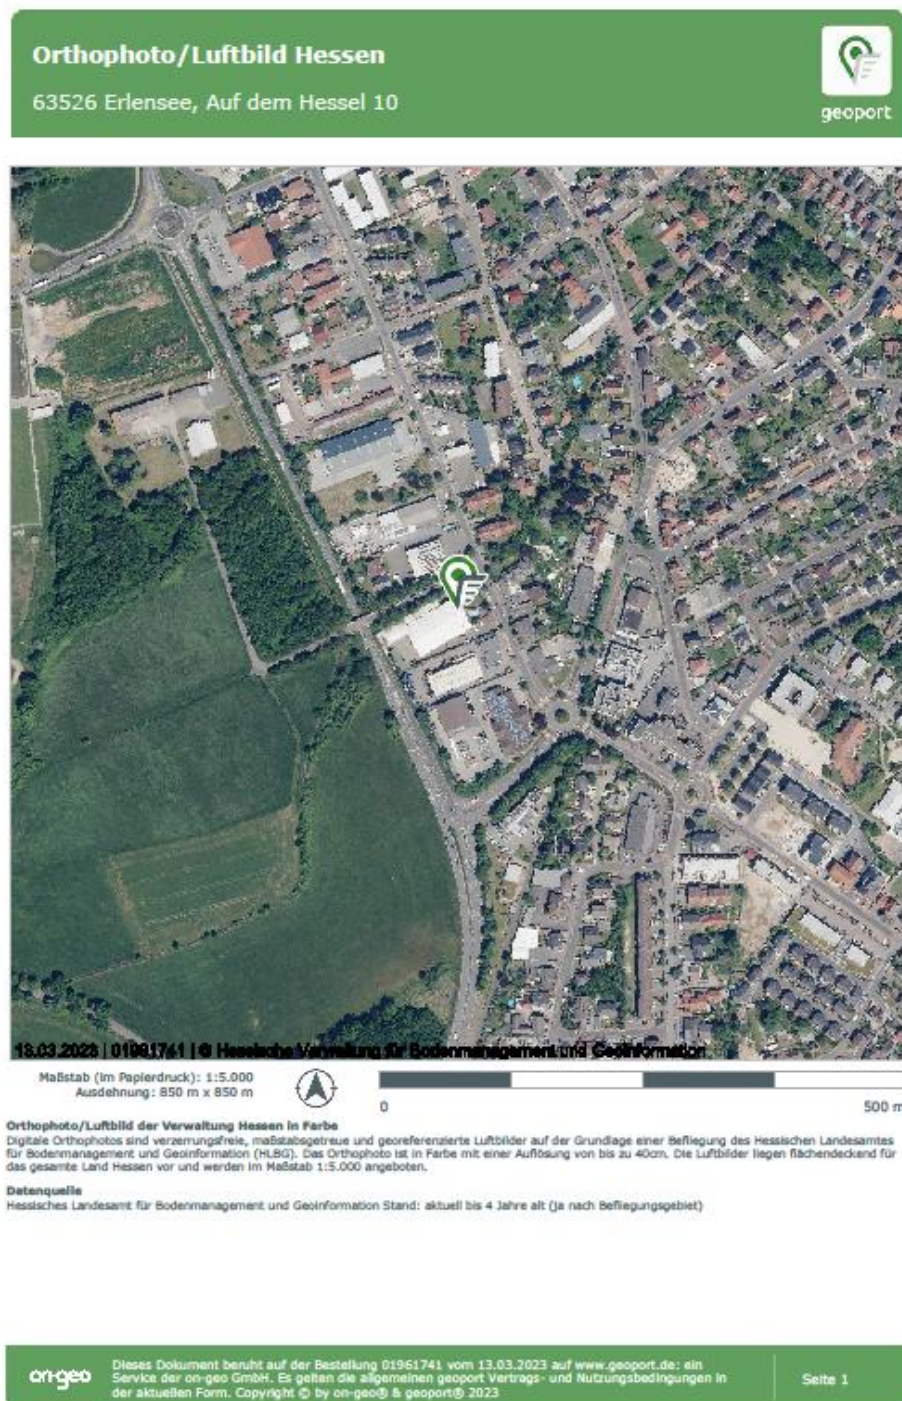 Orthophoto/Luftbild Hessen
63526 Erlensee, Auf dem Hessel 10
geoport
13.03.2023 | 01961741 | © Hessische Verwaltung für Bodenmanagement und Geoinformation
Maßstab (im Papierdruck): 1:5.000
Ausdehnung: 850 m x 850 m
0
500 m
Orthophoto/Luftbild der Verwaltung Hessen in Farbe
Digitale Orthophotos sind verzerrungsfreie, maßstabsgetreue und georeferenzierte Luftbilder auf der Grundlage einer Befliegung des Hessischen Landesamtes
für Bodenmanagement und Geoinformation (HLBG). Das Orthophoto ist in Farbe mit einer Auflösung von bis zu 40cm. Die Luftbilder liegen flächendeckend für
das gesamte Land Hessen vor und werden im Maßstab 1:5.000 angeboten.
Datenquelle
Hessisches Landesamt für Bodenmanagement und Geoinformation Stand: aktuell bis 4 Jahre alt (ja nach Befliegungsgebiet)
on-geo
Dieses Dokument beruht auf der Bestellung 01961741 vom 13.03.2023 auf www.geoport.de: ein
Service der on-geo GmbH. Es gelten die allgemeinen geoport Vertrags- und Nutzungsbedingungen in
der aktuellen Form. Copyright © by on-geo® & geoport® 2023
Seite 1